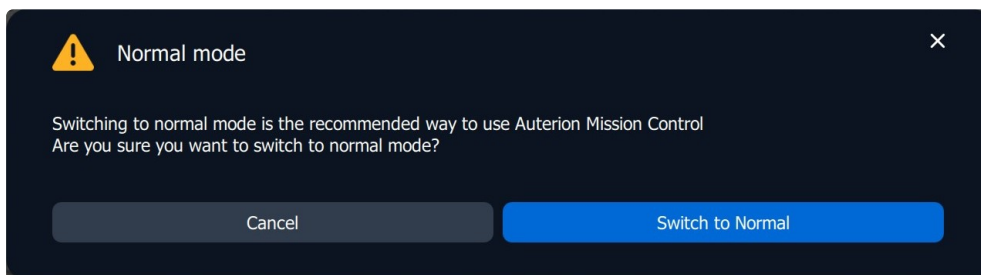 Normal mode
Switching to normal mode is the recommended way to use Auterion Mission Control
Are you sure you want to switch to normal mode?
Cancel
Switch to Normal